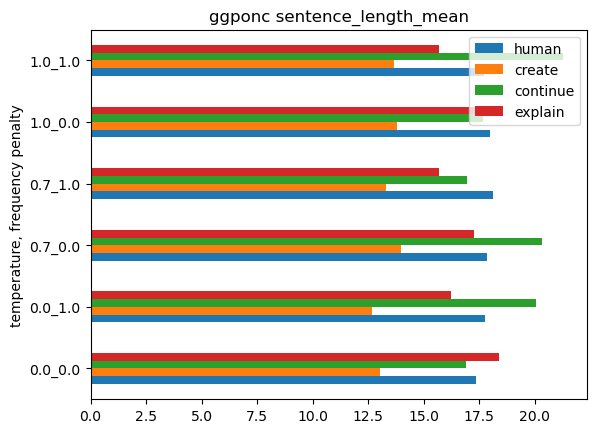 ggponc sentence_length_mean
human
create
continue
explain
temperature, frequency penalty
1.0_1.0
1.0_0.0
0.7_1.0
0.7_0.0
0.0_1.0
0.0_0.0
0.0 2.5 5.0 7.5 10.0 12.5 15.0 17.5 20.0